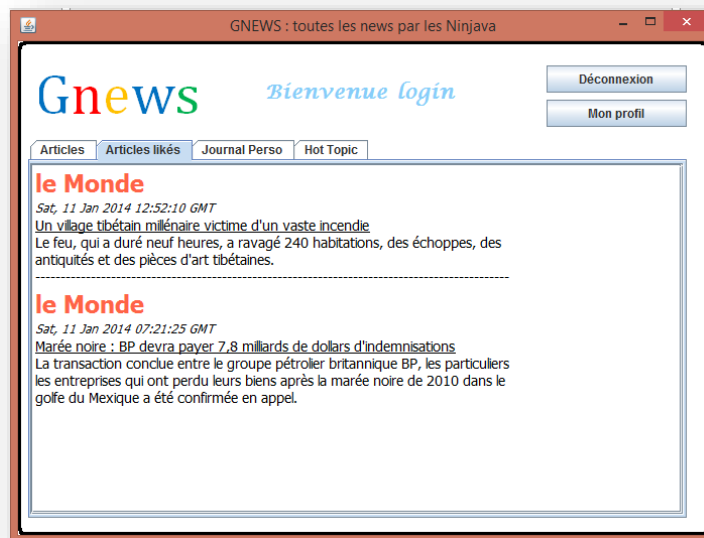 GNEWS : toutes les news par les Ninjava
Gnews
Bienvenue login
Déconnexion
Mon profil
Articles Articles likés Journal Perso Hot Topic
le Monde
Sat, 11 Jan 2014 12:52:10 GMT
Un village tibétain millénaire victime d'un vaste incendie
Le feu, qui a duré neuf heures, a ravagé 240 habitations, des échoppes, des
antiquités et des pièces d'art tibétaines.
--------------------------------------------------------------------------------
le Monde
Sat, 11 Jan 2014 07:21:25 GMT
Marée noire : BP devra payer 7,8 milliards de dollars d'indemnisations
La transaction conclue entre le groupe pétrolier britannique BP, les particuliers
les entreprises qui ont perdu leurs biens après la marée noire de 2010 dans le
golfe du Mexique a été confirmée en appel.